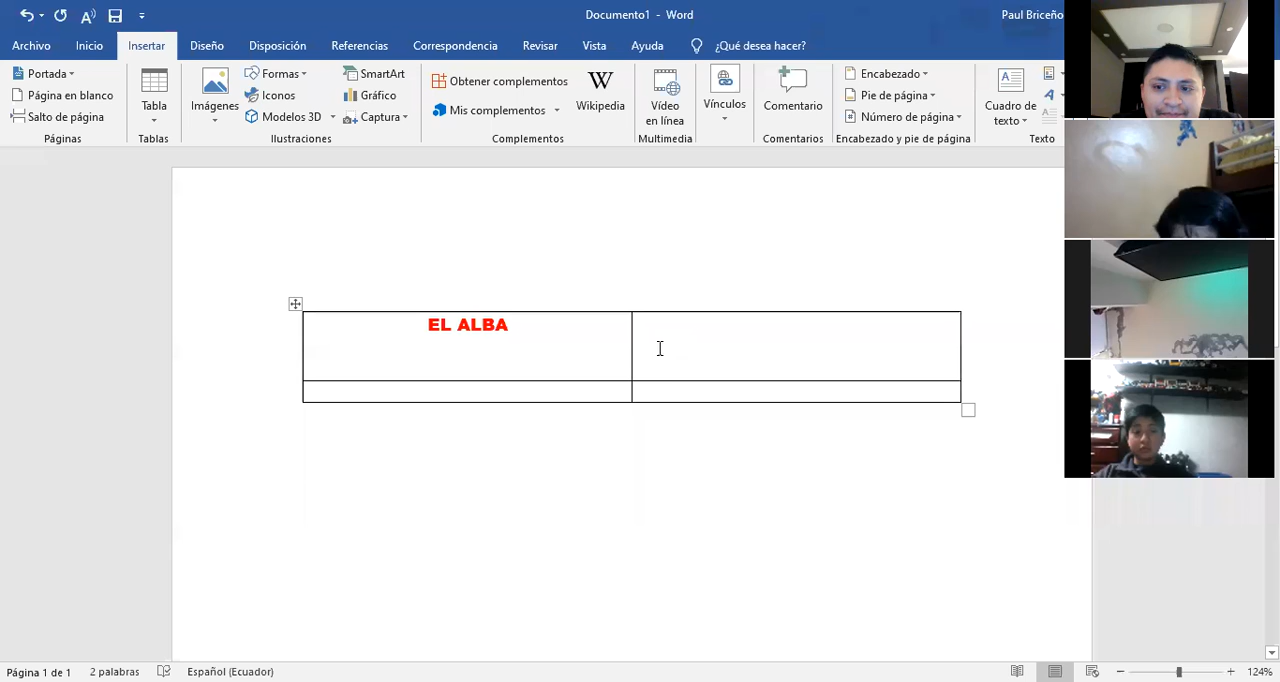 Documento1 - Word
Paul Briceño
Archivo Inicio Insertar Diseño Disposición Referencias Correspondencia Revisar Vista Ayuda ¿Qué desea hacer?
Portada
Página en blanco
Salto de página
Páginas
Tabla
Tablas
Imágenes
Formas
Iconos
Modelos 3D
SmartArt
Gráfico
Captura
Ilustraciones
Obtener complementos
Mis complementos
Wikipedia
Complementos
Vídeo
en línea
Multimedia
Vínculos
Comentario
Comentarios
Encabezado
Pie de página
Número de página
Encabezado y pie de página
Cuadro de
texto
Texto
EL ALBA
Página 1 de 1 2 palabras Español (Ecuador) 124%